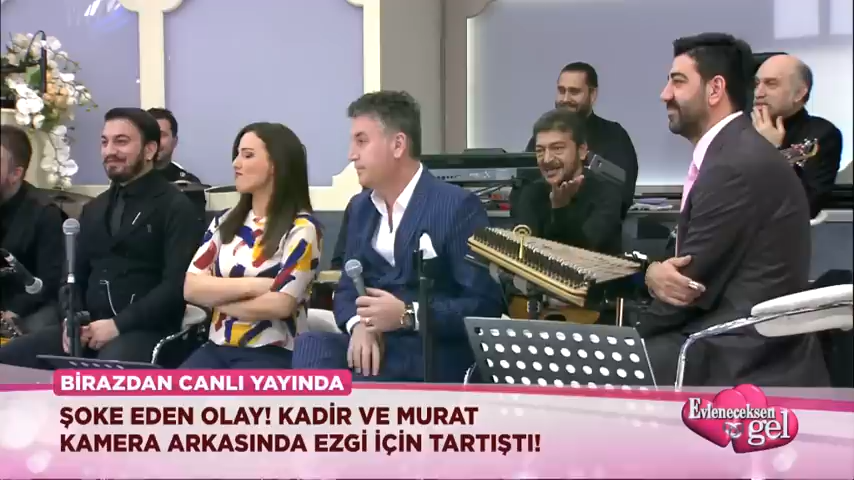 BİRAZDAN CANLI YAYINDA
ŞOKE EDEN OLAY! KADİR VE MURAT
KAMERA ARKASINDA EZGİ İÇİN TARTIŞTI!
Evleneceksen
gel